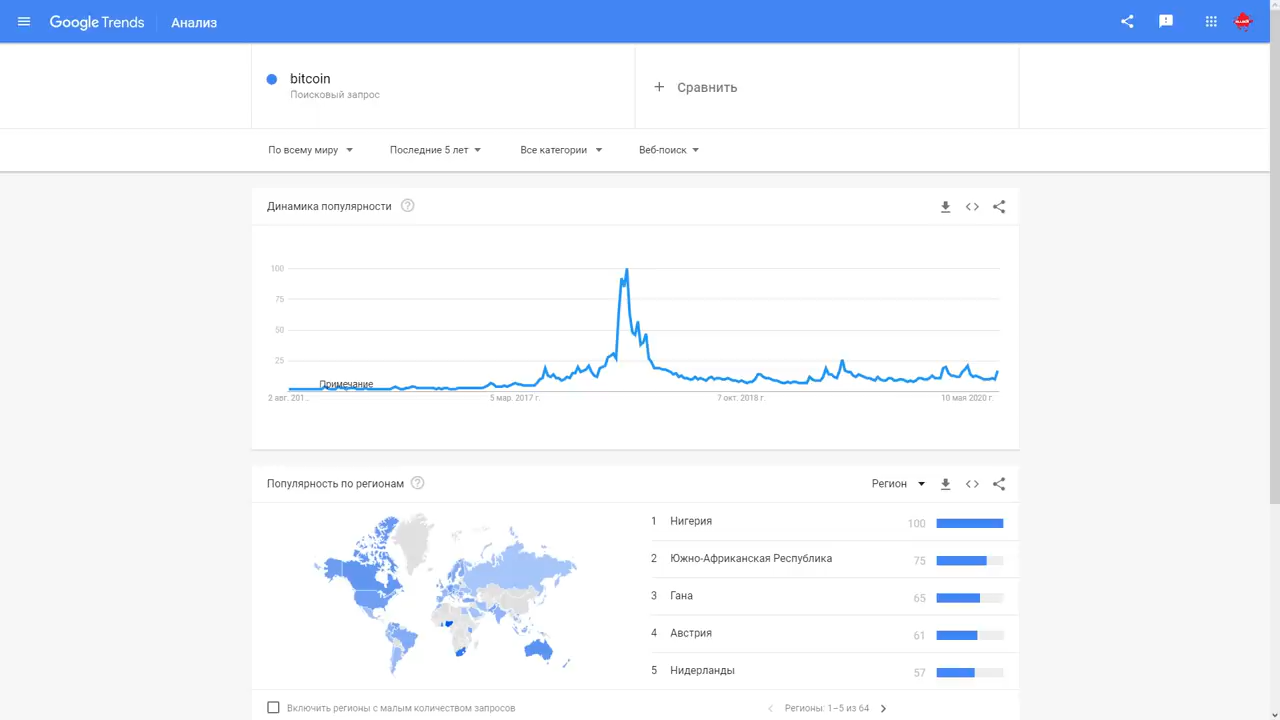 Google Trends Анализ
bitcoin
Поисковый запрос
+ Сравнить
По всему миру
Последние 5 лет
Все категории
Веб-поиск
Динамика популярности
100
75
50
25
Примечание
2 авг. 201...
5 мар. 2017 г.
7 окт. 2018 г.
10 мая 2020 г.
Популярность по регионам
Регион
1 Нигерия 100
2 Южно-Африканская Республика 75
3 Гана 65
4 Австрия 61
5 Нидерланды 57
Включить регионы с малым количеством запросов
Регионы: 1–5 из 64